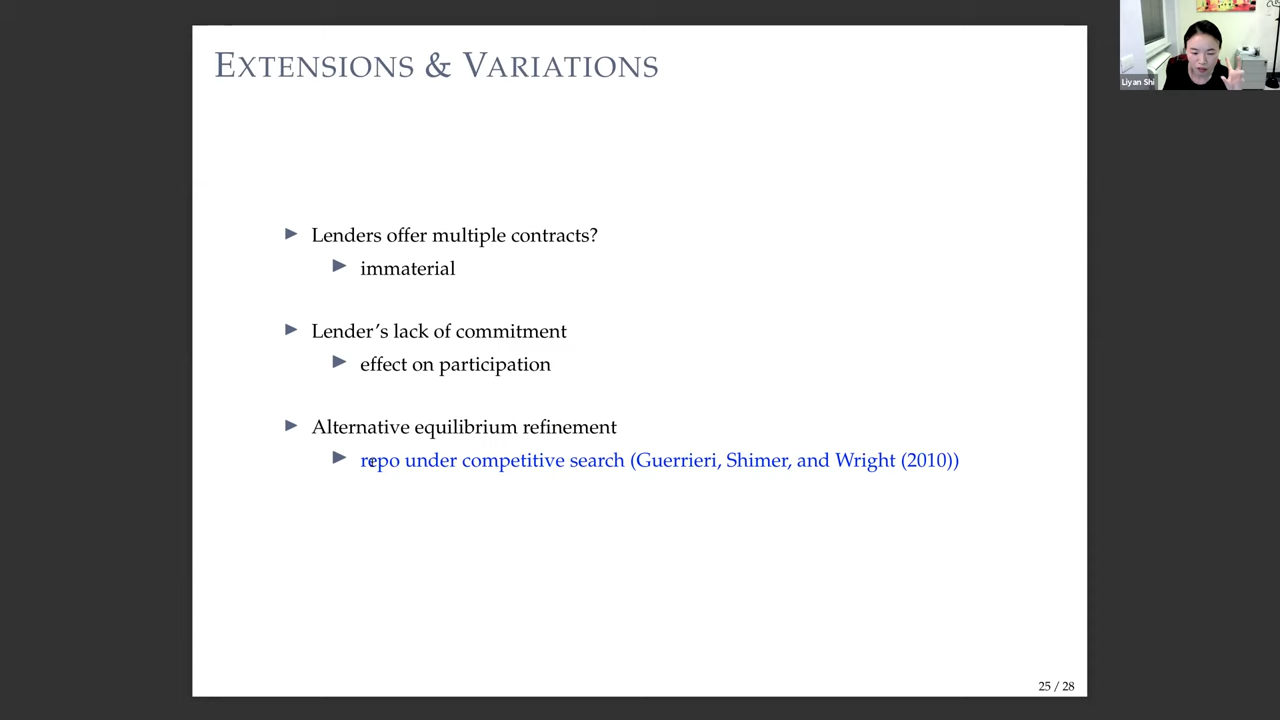 EXTENSIONS & VARIATIONS
Liyan Shi
Lenders offer multiple contracts?
immaterial
Lender's lack of commitment
effect on participation
Alternative equilibrium refinement
repo under competitive search (Guerrieri, Shimer, and Wright (2010))
25 / 28